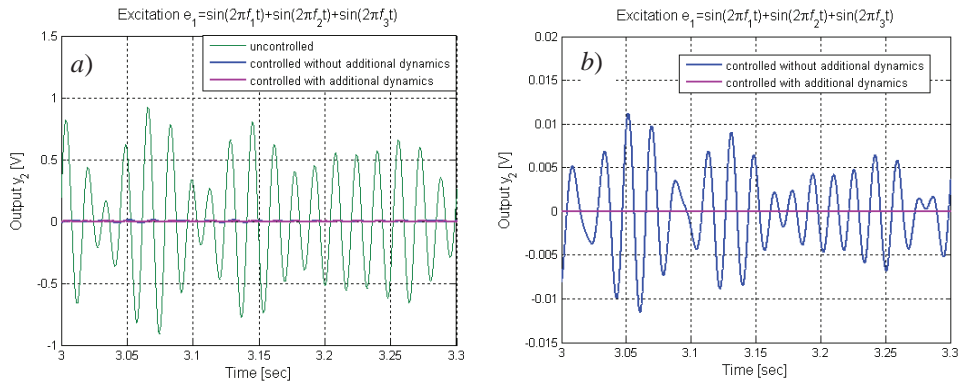 Excitation e₁=sin(2πf₁t)+sin(2πf₂t)+sin(2πf₃t)
a)
uncontrolled
controlled without additional dynamics
controlled with additional dynamics
Output y₂ [V]
1.5
1
0.5
0
-0.5
-1
3
3.05
3.1
3.15
3.2
3.25
3.3
Time [sec]
Excitation e₁=sin(2πf₁t)+sin(2πf₂t)+sin(2πf₃t)
b)
controlled without additional dynamics
controlled with additional dynamics
Output y₂ [V]
0.02
0.015
0.01
0.005
0
-0.005
-0.01
-0.015
3
3.05
3.1
3.15
3.2
3.25
3.3
Time [sec]